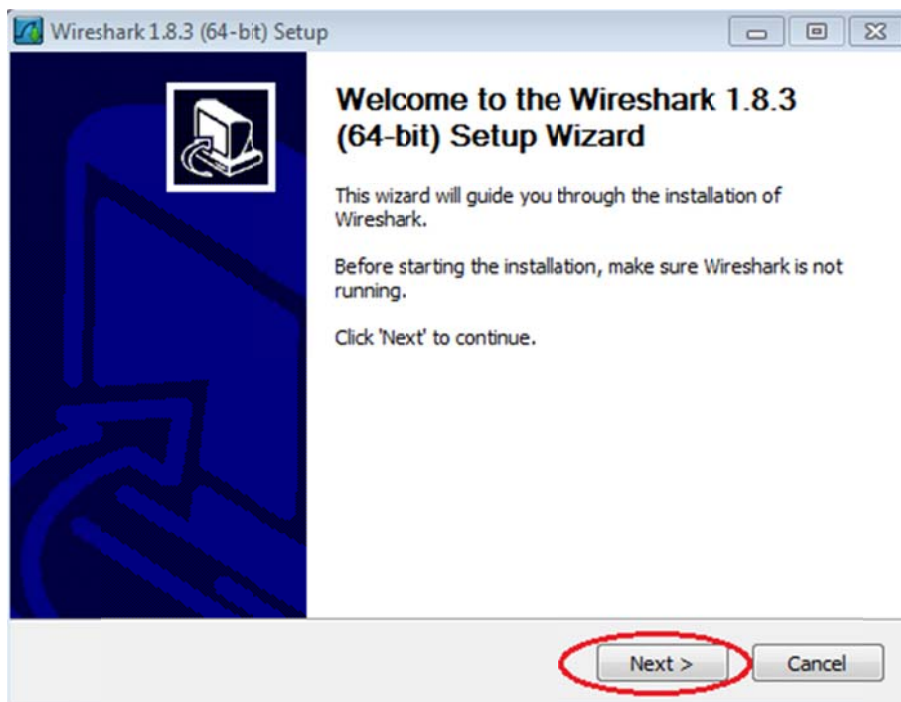 Wireshark 1.8.3 (64-bit) Setup
Welcome to the Wireshark 1.8.3
(64-bit) Setup Wizard
This wizard will guide you through the installation of
Wireshark.
Before starting the installation, make sure Wireshark is not
running.
Click 'Next' to continue.
Next >
Cancel